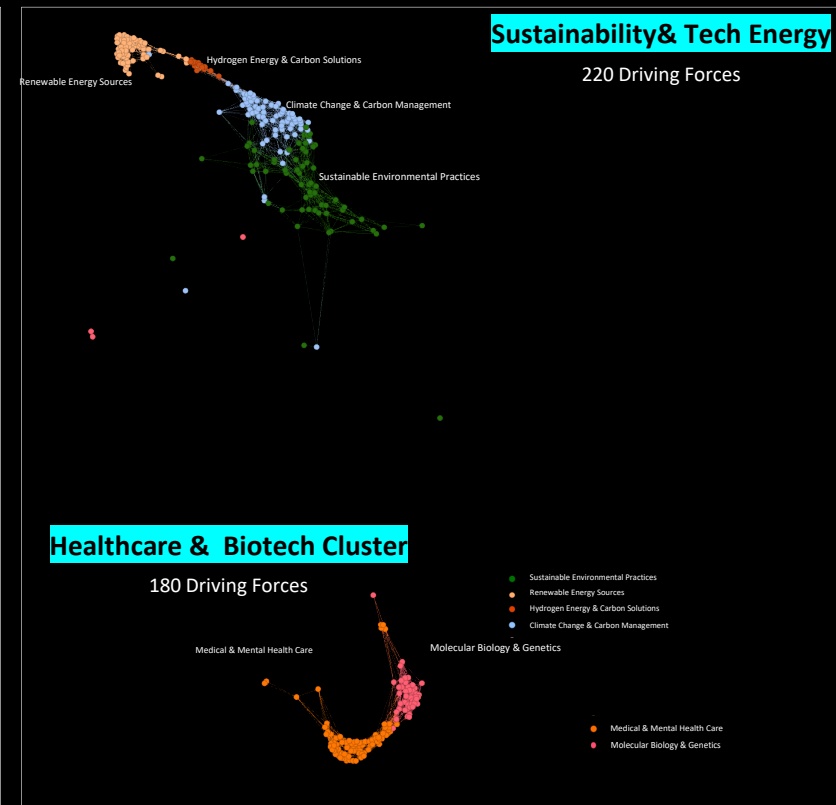 Sustainability& Tech Energy
220 Driving Forces
Hydrogen Energy & Carbon Solutions
Renewable Energy Sources
Climate Change & Carbon Management
Sustainable Environmental Practices
Healthcare & Biotech Cluster
180 Driving Forces
Medical & Mental Health Care
Molecular Biology & Genetics
Sustainable Environmental Practices
Renewable Energy Sources
Hydrogen Energy & Carbon Solutions
Climate Change & Carbon Management
Medical & Mental Health Care
Molecular Biology & Genetics